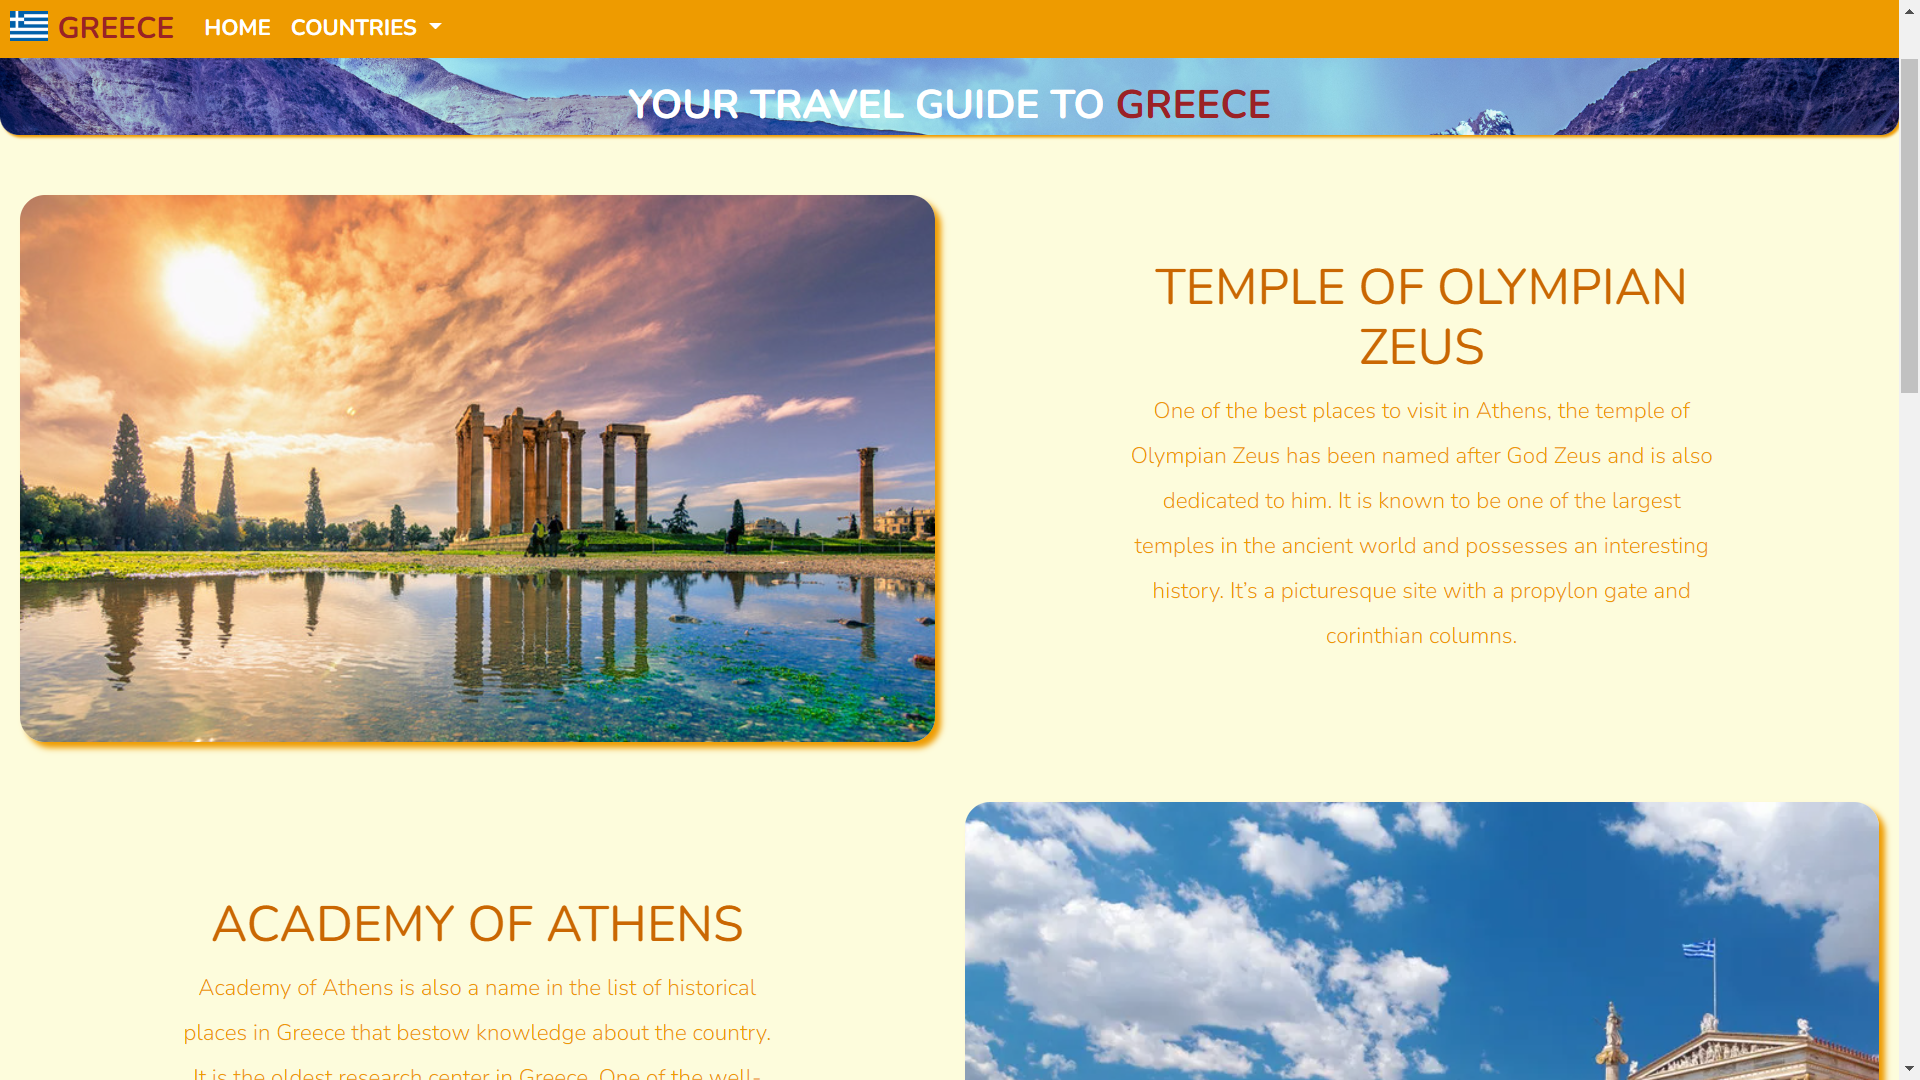 GREECE HOME COUNTRIES
YOUR TRAVEL GUIDE TO GREECE
TEMPLE OF OLYMPIAN
ZEUS
One of the best places to visit in Athens, the temple of
Olympian Zeus has been named after God Zeus and is also
dedicated to him. It is known to be one of the largest
temples in the ancient world and possesses an interesting
history. It’s a picturesque site with a propylon gate and
corinthian columns.
ACADEMY OF ATHENS
Academy of Athens is also a name in the list of historical
places in Greece that bestow knowledge about the country.
It is the oldest research center in Greece. One of the well-